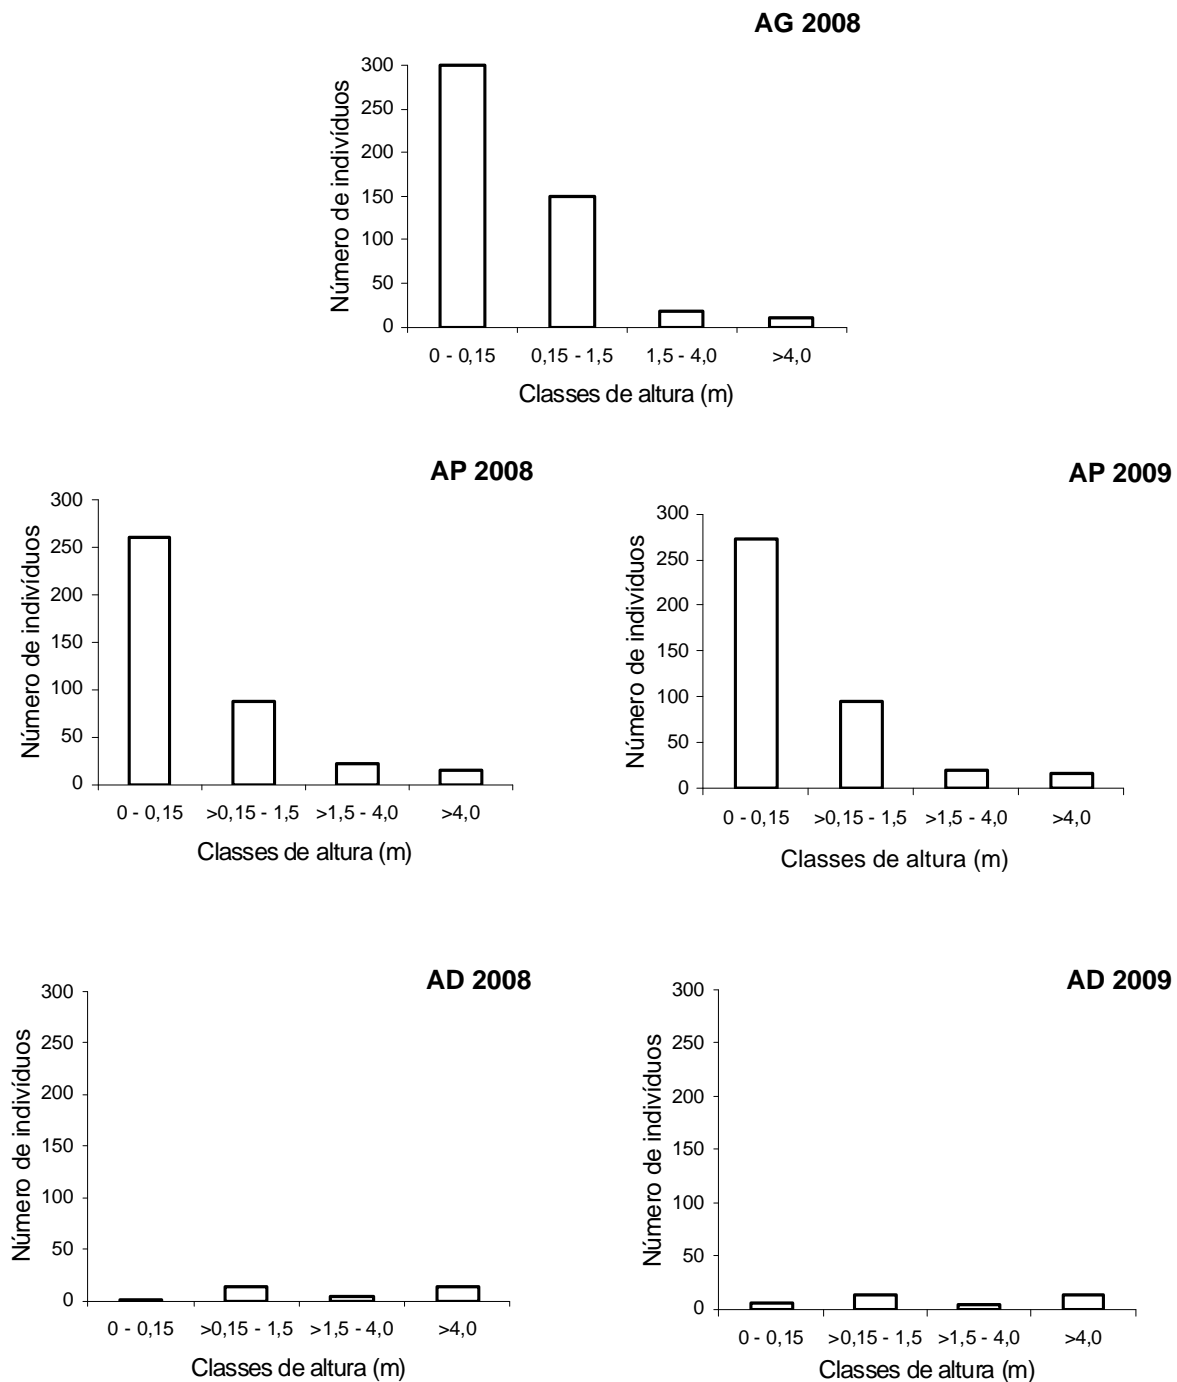 AG 2008
Número de indivíduos
300
250
200
150
100
50
0
0 - 0,15 0,15 - 1,5 1,5 - 4,0 >4,0
Classes de altura (m)
AP 2008
Número de indivíduos
300
250
200
150
100
50
0
0 - 0,15 >0,15 - 1,5 >1,5 - 4,0 >4,0
Classes de altura (m)
AP 2009
Número de indivíduos
300
250
200
150
100
50
0
0 - 0,15 >0,15 - 1,5 >1,5 - 4,0 >4,0
Classes de altura (m)
AD 2008
Número de indivíduos
300
250
200
150
100
50
0
0 - 0,15 >0,15 - 1,5 >1,5 - 4,0 >4,0
Classes de altura (m)
AD 2009
Número de indivíduos
300
250
200
150
100
50
0
0 - 0,15 >0,15 - 1,5 >1,5 - 4,0 >4,0
Classes de altura (m)